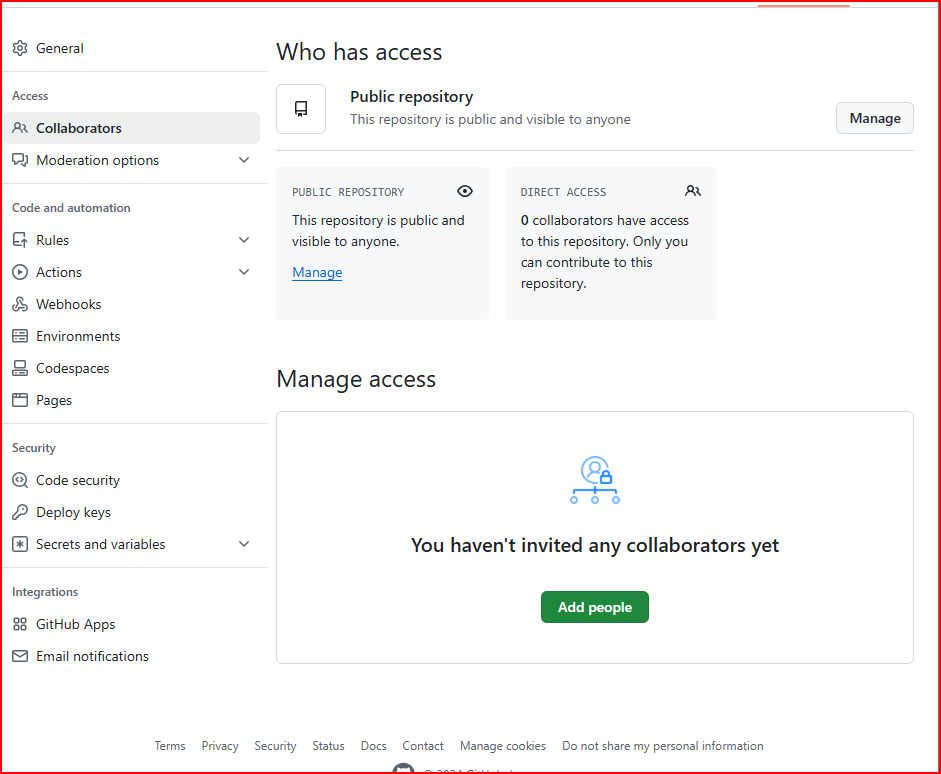 General
Access
Collaborators
Moderation options
Code and automation
Rules
Actions
Webhooks
Environments
Codespaces
Pages
Security
Code security
Deploy keys
Secrets and variables
Integrations
GitHub Apps
Email notifications
Who has access
Public repository
This repository is public and visible to anyone
Manage
PUBLIC REPOSITORY
This repository is public and
visible to anyone.
Manage
DIRECT ACCESS
0 collaborators have access
to this repository. Only you
can contribute to this
repository.
Manage access
You haven't invited any collaborators yet
Add people
Terms Privacy Security Status Docs Contact Manage cookies Do not share my personal information